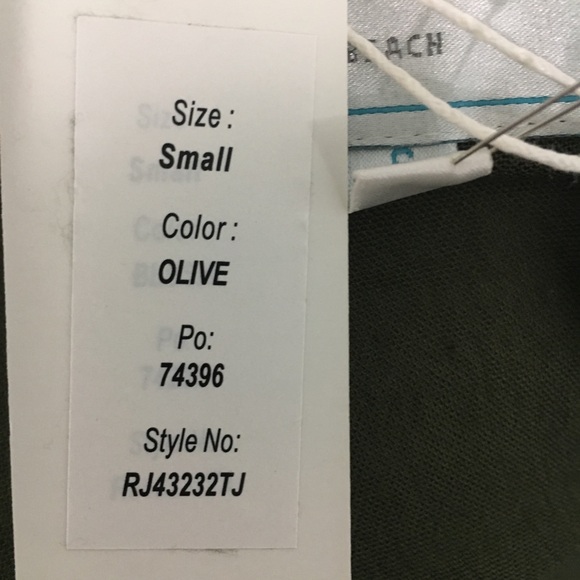 BEACH
Size :
Small
Color :
OLIVE
Po:
74396
Style No:
RJ43232TJ